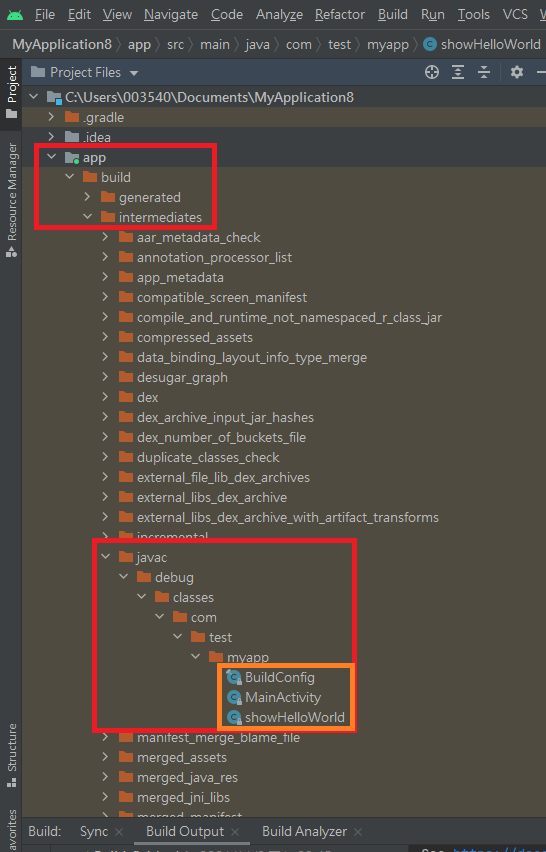 File Edit View Navigate Code Analyze Refactor Build Run Tools VCS
MyApplication8 app src main java com test myapp showHelloWorld
Project
Project Files
C:\Users\003540\Documents\MyApplication8
.gradle
.idea
app
build
generated
intermediates
Resource Manager
aar_metadata_check
annotation_processor_list
app_metadata
compatible_screen_manifest
compile_and_runtime_not_namespaced_r_class_jar
compressed_assets
data_binding_layout_info_type_merge
desugar_graph
dex
dex_archive_input_jar_hashes
dex_number_of_buckets_file
duplicate_classes_check
external_file_lib_dex_archives
external_libs_dex_archive
external_libs_dex_archive_with_artifact_transforms
incremental
javac
debug
classes
com
test
myapp
BuildConfig
MainActivity
showHelloWorld
manifest_merge_blame_file
merged_assets
merged_java_res
merged_jni_libs
merged_manifest
Structure
avorites
Build: Sync Build Output Build Analyzer